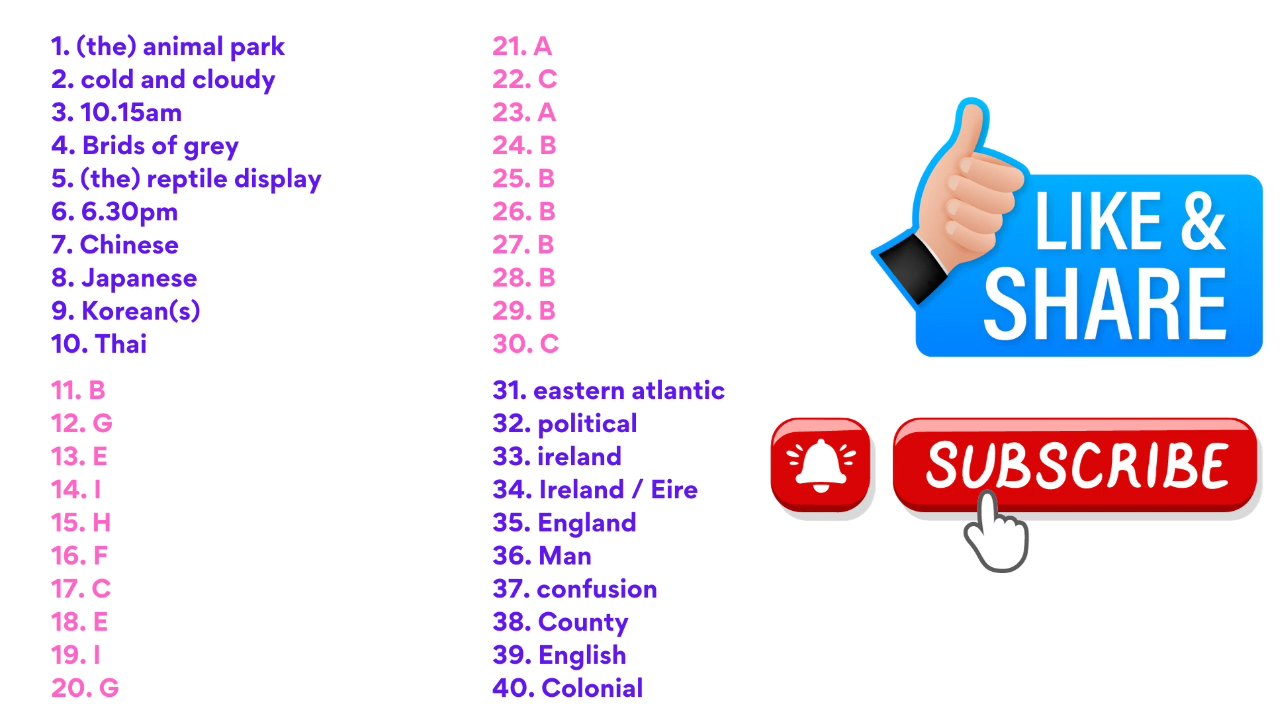 1. (the) animal park
2. cold and cloudy
3. 10.15am
4. Brids of grey
5. (the) reptile display
6. 6.30pm
7. Chinese
8. Japanese
9. Korean(s)
10. Thai
11. B
12. G
13. E
14. I
15. H
16. F
17. C
18. E
19. I
20. G
21. A
22. C
23. A
24. B
25. B
26. B
27. B
28. B
29. B
30. C
31. eastern atlantic
32. political
33. ireland
34. Ireland / Eire
35. England
36. Man
37. confusion
38. County
39. English
40. Colonial
LIKE &
SHARE
SUBSCRIBE